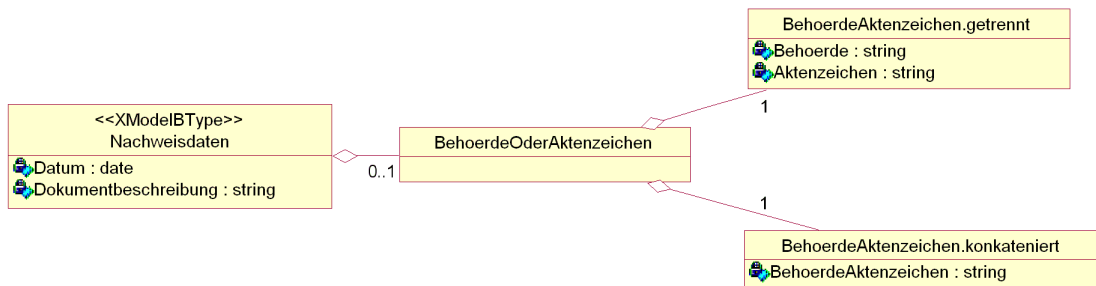 BehoerdeAktenzeichen.getrennt
Behoerde : string
Aktenzeichen : string
1
<<XModelBType>>
Nachweisdaten
Datum : date
Dokumentbeschreibung : string
0..1
BehoerdeOderAktenzeichen
1
BehoerdeAktenzeichen.konkateniert
BehoerdeAktenzeichen : string